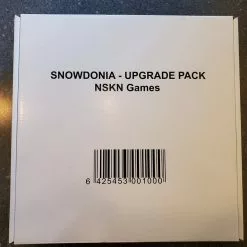 SNOWDONIA - UPGRADE PACK
NSKN Games
6 425453 001000